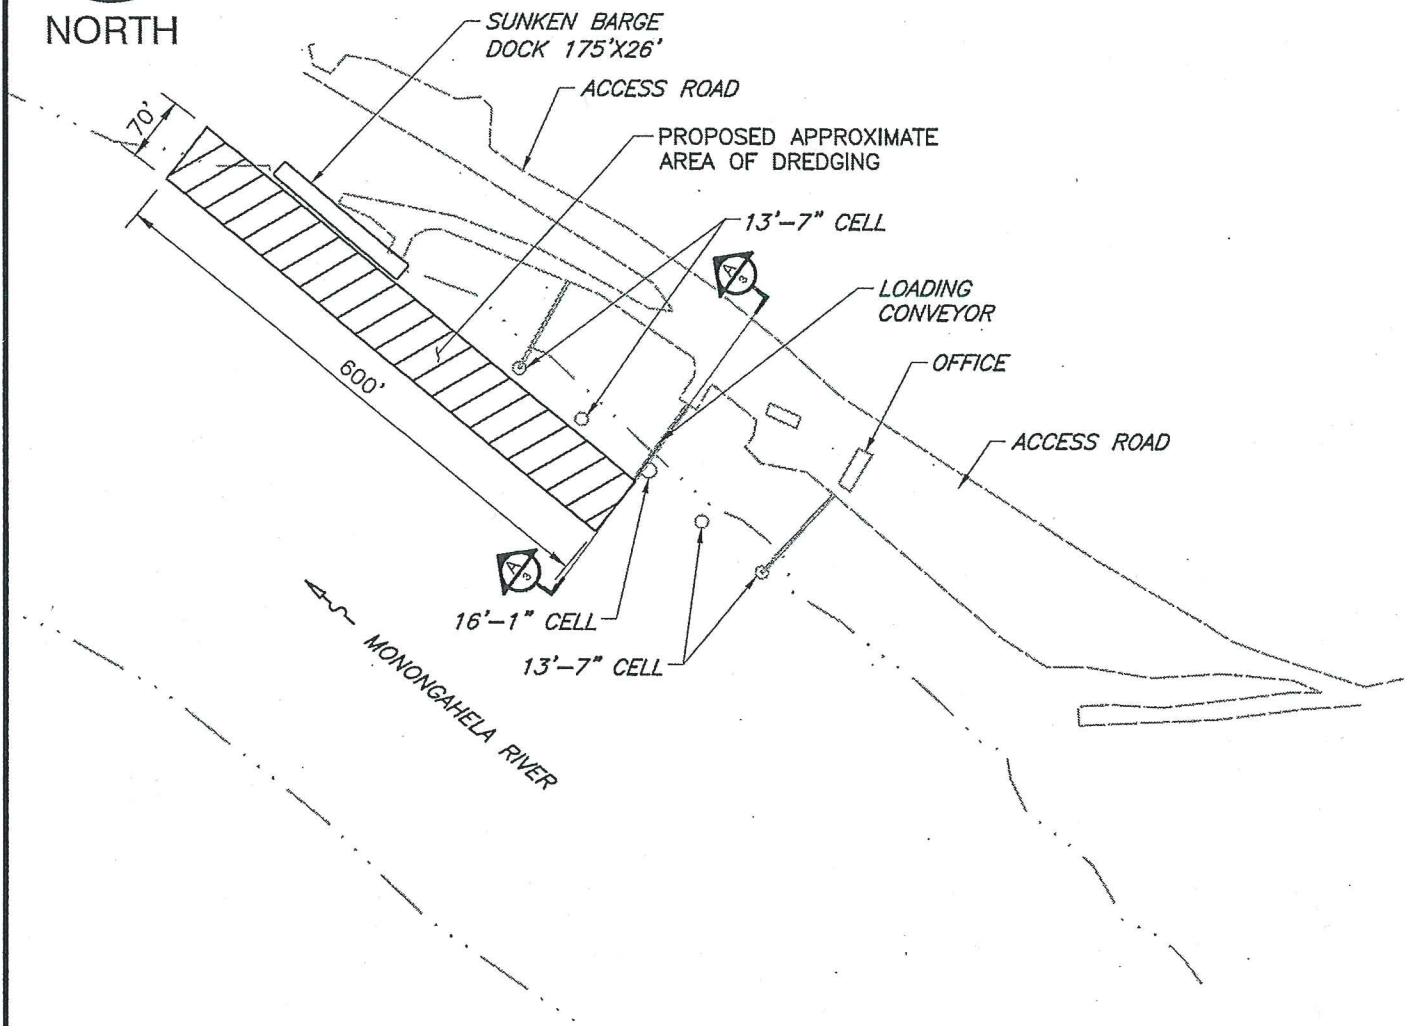 NORTH
SUNKEN BARGE
DOCK 175'X26'
ACCESS ROAD
70'
PROPOSED APPROXIMATE
AREA OF DREDGING
13'-7" CELL
A
3
LOADING
CONVEYOR
600'
OFFICE
ACCESS ROAD
A
3
16'-1" CELL
13'-7" CELL
MONONGAHELA RIVER